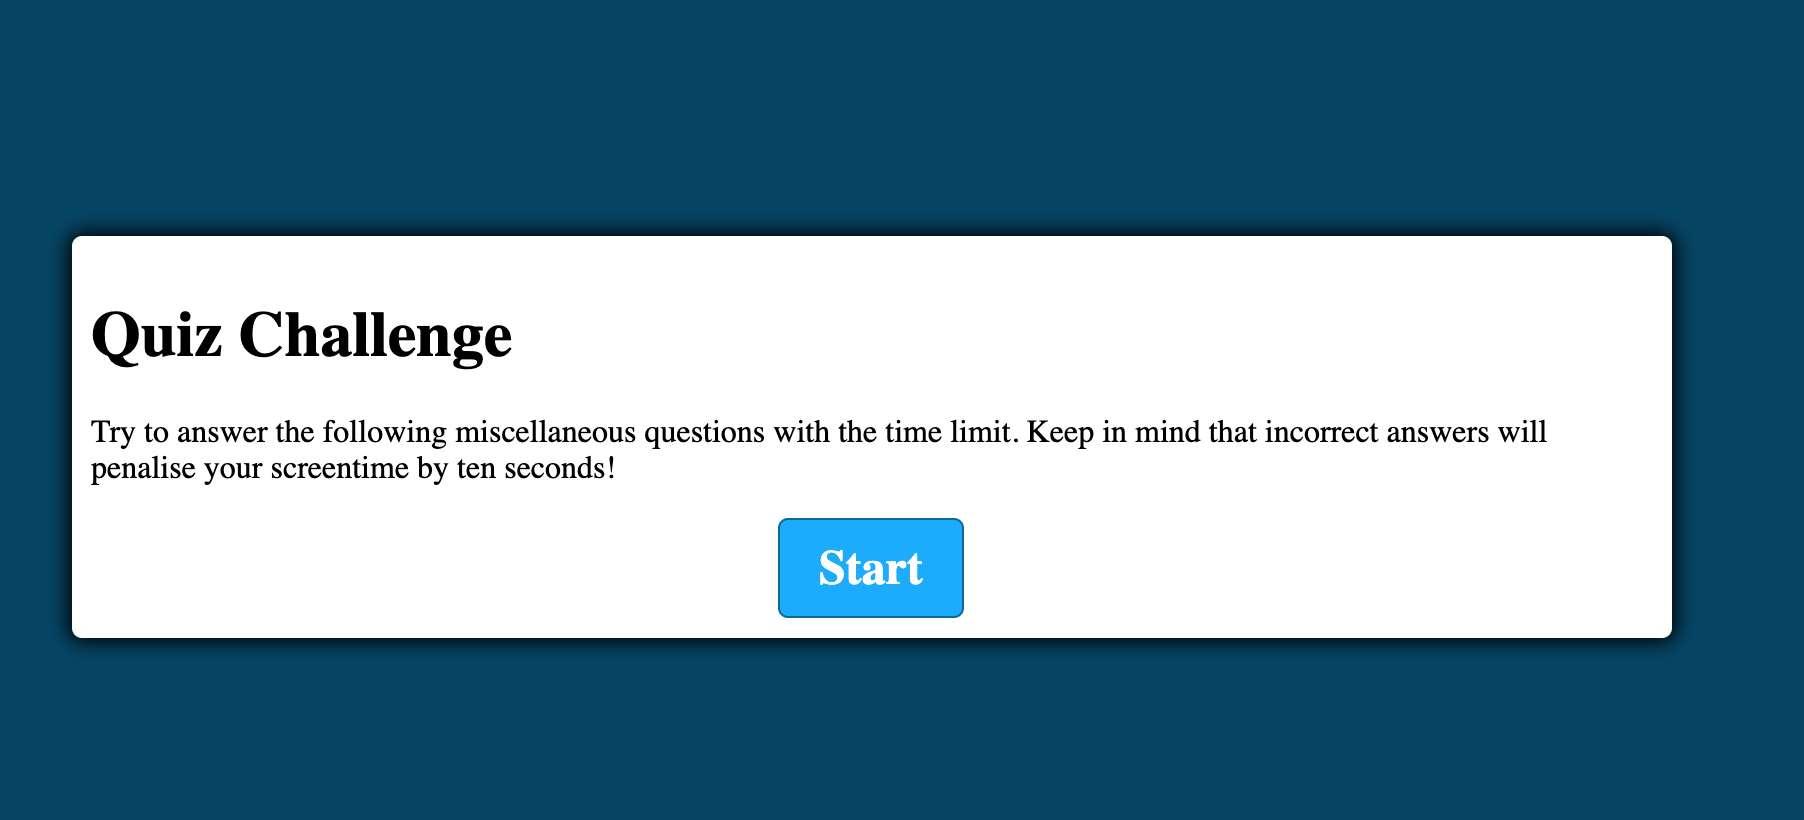 Quiz Challenge
Try to answer the following miscellaneous questions with the time limit. Keep in mind that incorrect answers will
penalise your screentime by ten seconds!
Start